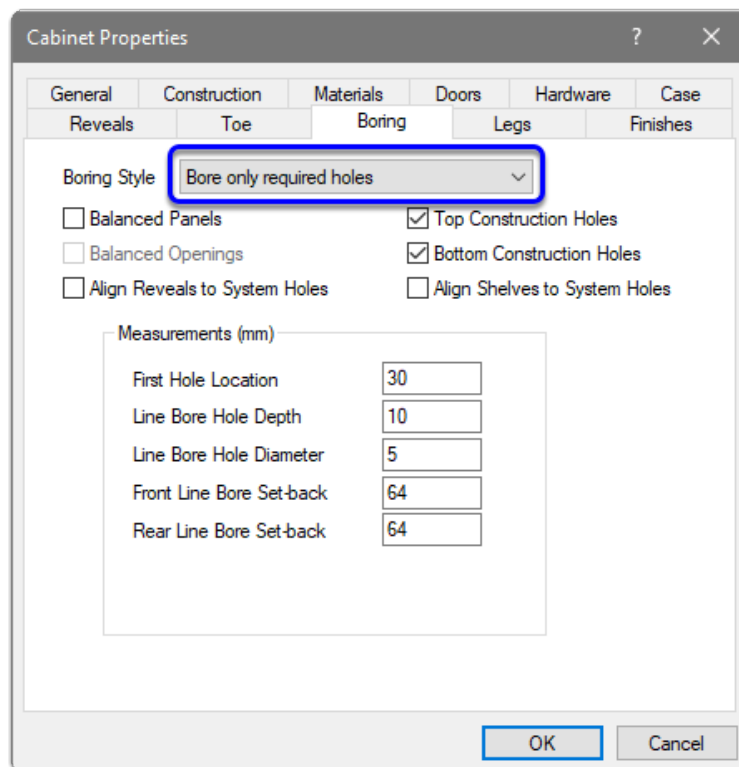 Cabinet Properties
General Construction Materials Doors Hardware Case
Reveals Toe Boring Legs Finishes
Boring Style Bore only required holes
Balanced Panels Top Construction Holes
Balanced Openings Bottom Construction Holes
Align Reveals to System Holes Align Shelves to System Holes
Measurements (mm)
First Hole Location 30
Line Bore Hole Depth 10
Line Bore Hole Diameter 5
Front Line Bore Set-back 64
Rear Line Bore Set-back 64
OK Cancel